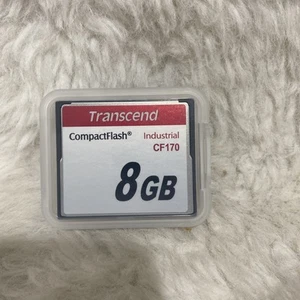 Transcend
CompactFlash® Industrial
CF170
8GB